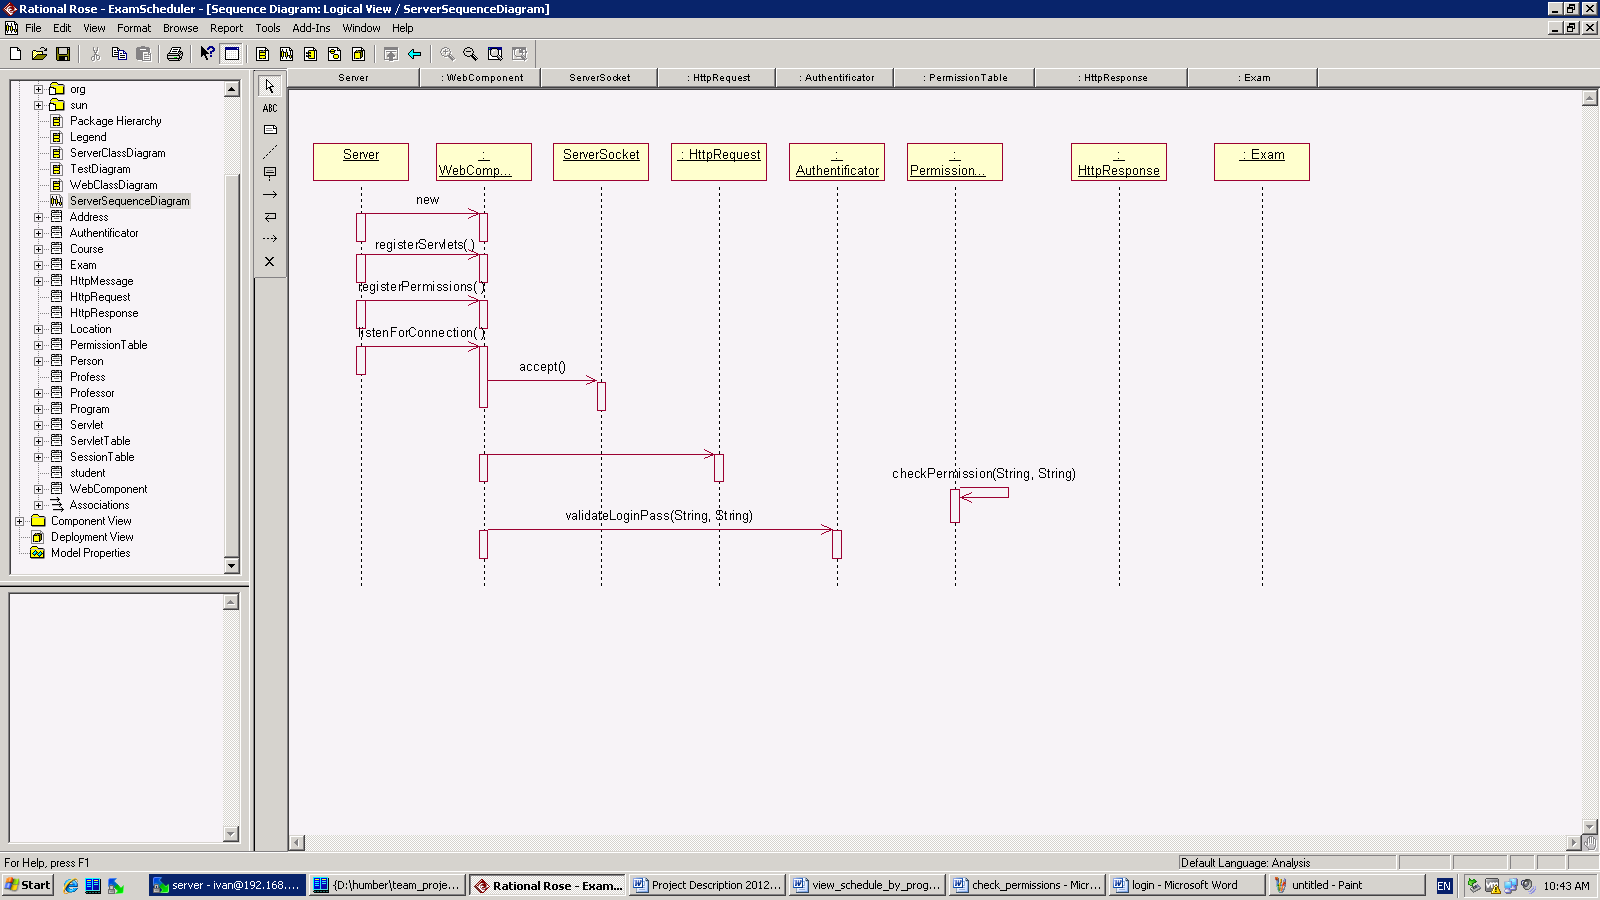 Rational Rose - ExamScheduler - [Sequence Diagram: Logical View / ServerSequenceDiagram]
File Edit View Format Browse Report Tools Add-Ins Window Help
Server : WebComponent ServerSocket : HttpRequest : Authentificator : PermissionTable : HttpResponse : Exam
ABC
org
sun
Package Hierarchy
Legend
ServerClassDiagram
TestDiagram
WebClassDiagram
ServerSequenceDiagram
Address
Authentificator
Course
Exam
HttpMessage
HttpRequest
HttpResponse
Location
PermissionTable
Person
Profess
Professor
Program
Servlet
ServletTable
SessionTable
student
WebComponent
Associations
Component View
Deployment View
Model Properties
Server
:
WebComp...
ServerSocket
: HttpRequest
:
Authentificator
:
Permission...
:
HttpResponse
: Exam
new
registerServlets( )
registerPermissions( )
listenForConnection( )
accept()
checkPermission(String, String)
validateLoginPass(String, String)
For Help, press F1
Default Language: Analysis
Start
server - ivan@192.168....
{D:\humber\team_proje...
Rational Rose - Exam...
Project Description 2012...
view_schedule_by_prog...
check_permissions - Micr...
login - Microsoft Word
untitled - Paint
EN
10:43 AM